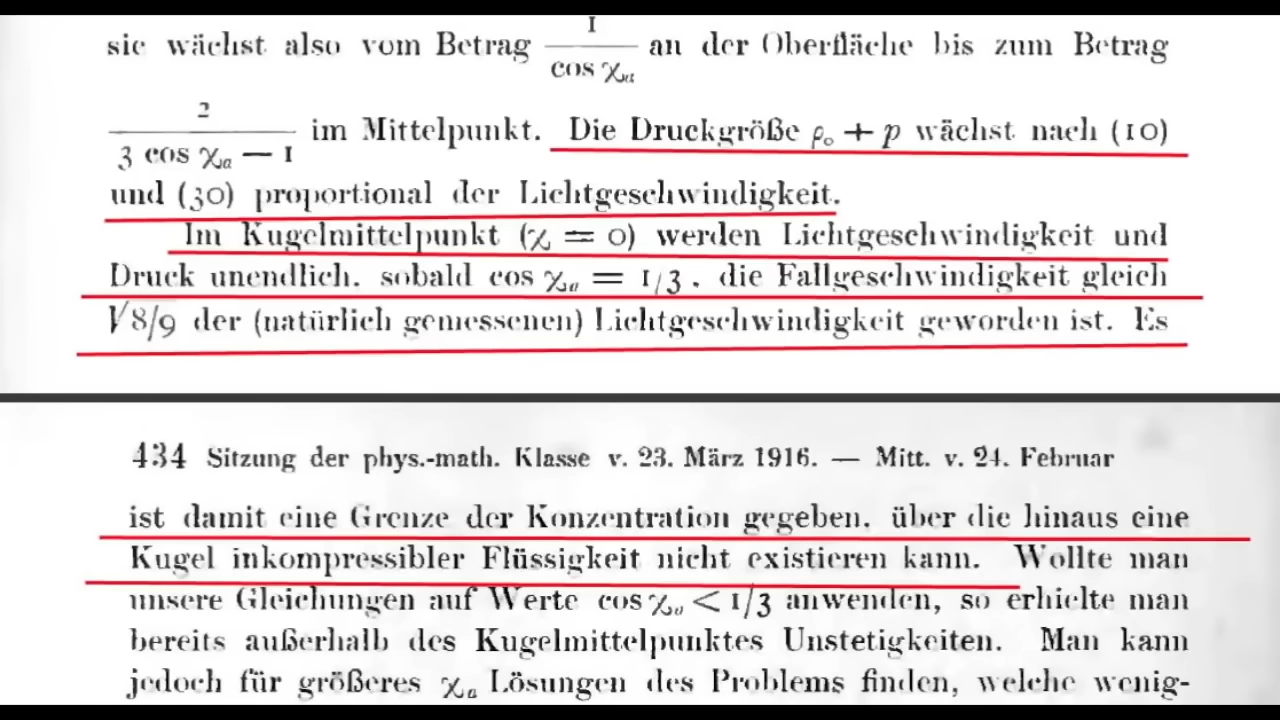 sie wächst also vom Betrag 1/cos χₐ an der Oberfläche bis zum Betrag
2/(3 cos χₐ — 1) im Mittelpunkt. Die Druckgröße ρ₀ + p wächst nach (10)
und (30) proportional der Lichtgeschwindigkeit.
Im Kugelmittelpunkt (χ = 0) werden Lichtgeschwindigkeit und
Druck unendlich, sobald cos χₐ = 1/3, die Fallgeschwindigkeit gleich
√8/9 der (natürlich gemessenen) Lichtgeschwindigkeit geworden ist. Es
434 Sitzung der phys.-math. Klasse v. 23. März 1916. — Mitt. v. 24. Februar
ist damit eine Grenze der Konzentration gegeben, über die hinaus eine
Kugel inkompressibler Flüssigkeit nicht existieren kann. Wollte man
unsere Gleichungen auf Werte cos χₐ < 1/3 anwenden, so erhielte man
bereits außerhalb des Kugelmittelpunktes Unstetigkeiten. Man kann
jedoch für größeres χₐ Lösungen des Problems finden, welche wenig-